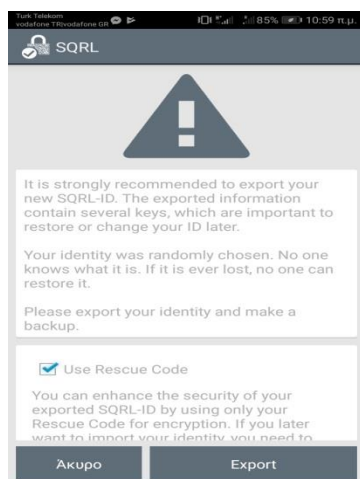 Turk Telekom
vodafone TR|vodafone GR 85% 10:59 π.μ.
SQRL
It is strongly recommended to export your
new SQRL-ID. The exported information
contain several keys, which are important to
restore or change your ID later.
Your identity was randomly chosen. No one
knows what it is. If it is ever lost, no one can
restore it.
Please export your identity and make a
backup.
Use Rescue Code
You can enhance the security of your
exported SQRL-ID by using only your
Rescue Code for encryption. If you later
want to import your identity, you need to
Άκυρο Export